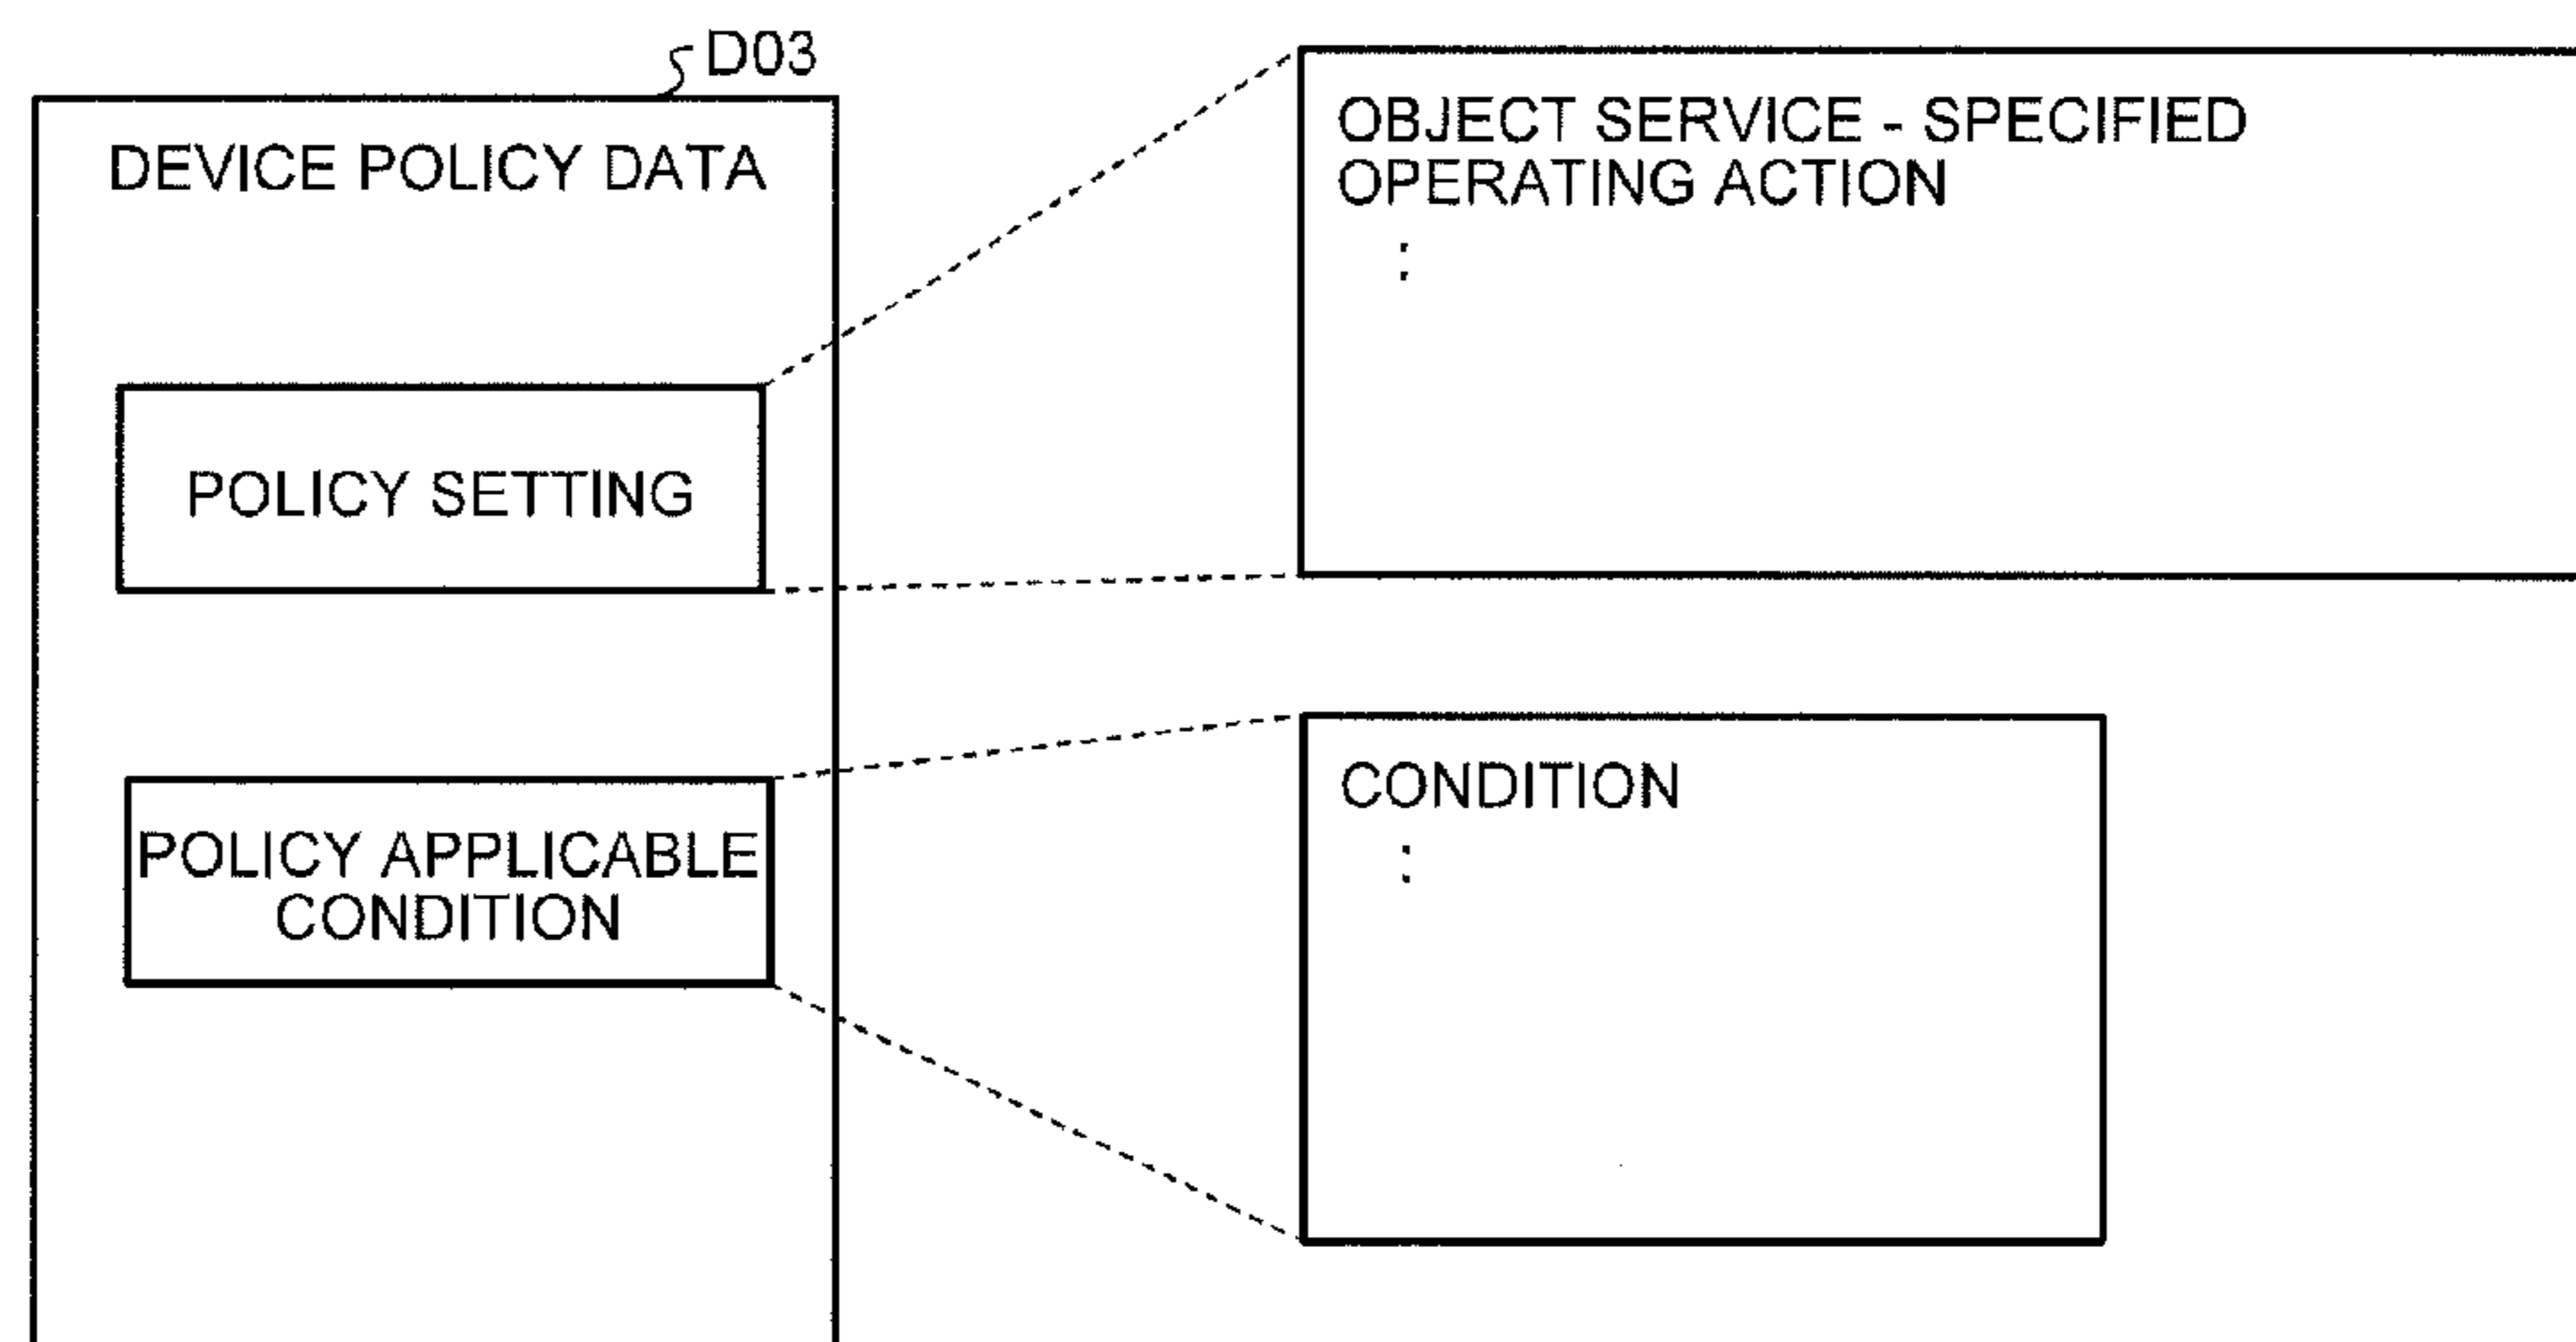 D03
DEVICE POLICY DATA
POLICY SETTING
POLICY APPLICABLE
CONDITION
OBJECT SERVICE - SPECIFIED
OPERATING ACTION
:
CONDITION
: